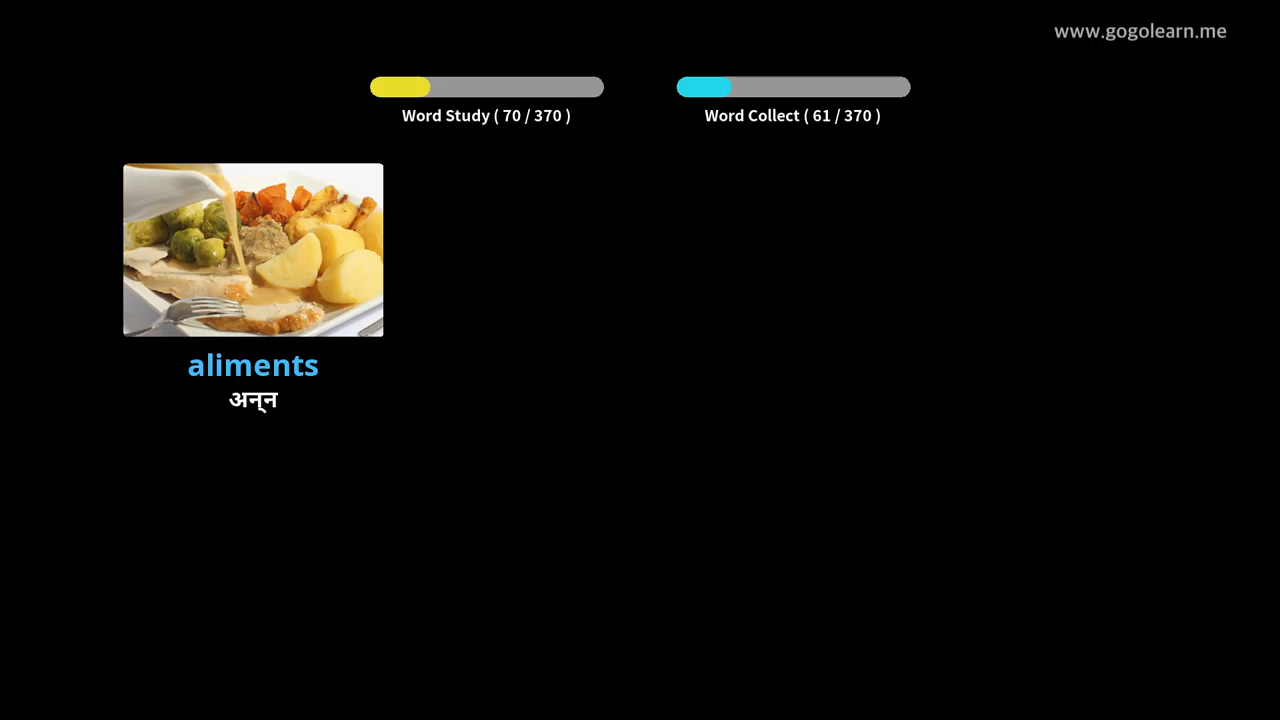 www.gogolearn.me
Word Study ( 70 / 370 )
Word Collect ( 61 / 370 )
aliments
अन्‌न